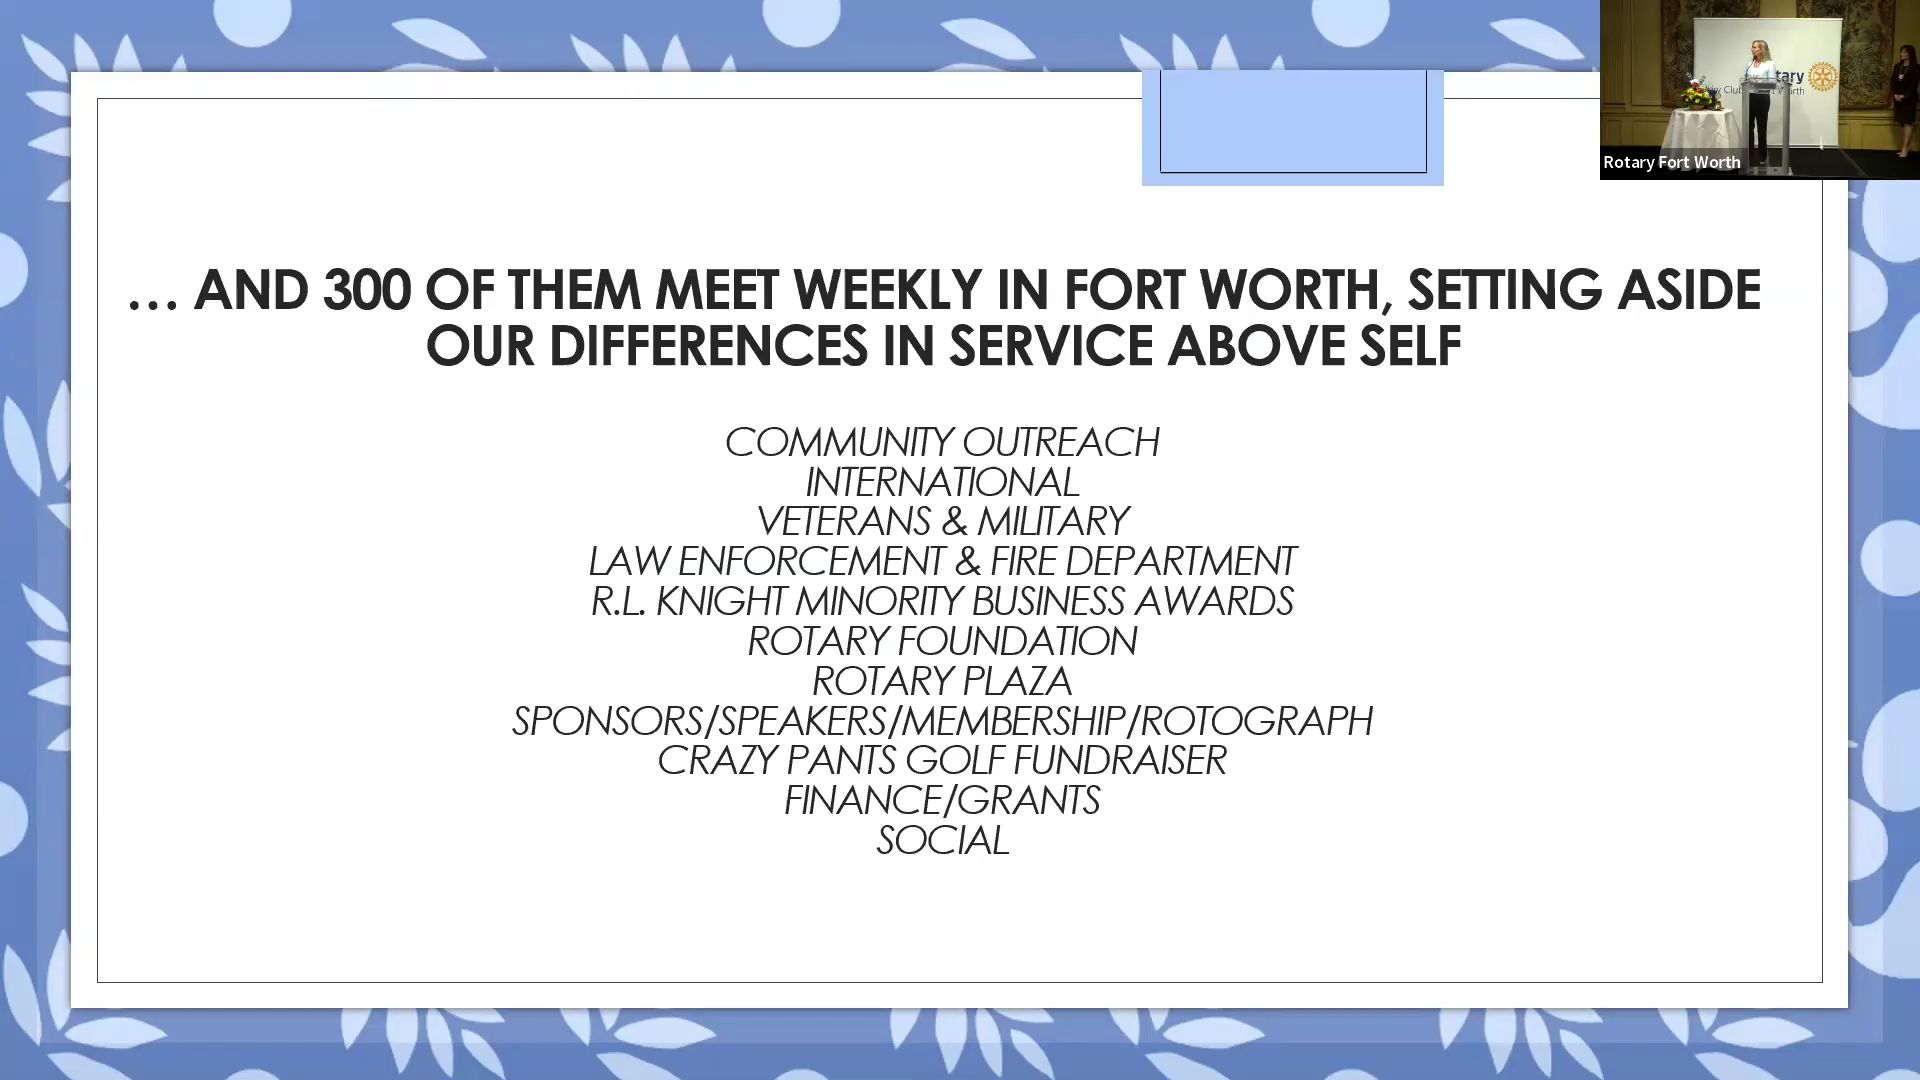 … AND 300 OF THEM MEET WEEKLY IN FORT WORTH, SETTING ASIDE
OUR DIFFERENCES IN SERVICE ABOVE SELF
COMMUNITY OUTREACH
INTERNATIONAL
VETERANS & MILITARY
LAW ENFORCEMENT & FIRE DEPARTMENT
R.L. KNIGHT MINORITY BUSINESS AWARDS
ROTARY FOUNDATION
ROTARY PLAZA
SPONSORS/SPEAKERS/MEMBERSHIP/ROTOGRAPH
CRAZY PANTS GOLF FUNDRAISER
FINANCE/GRANTS
SOCIAL
tary
Rotary Fort Worth